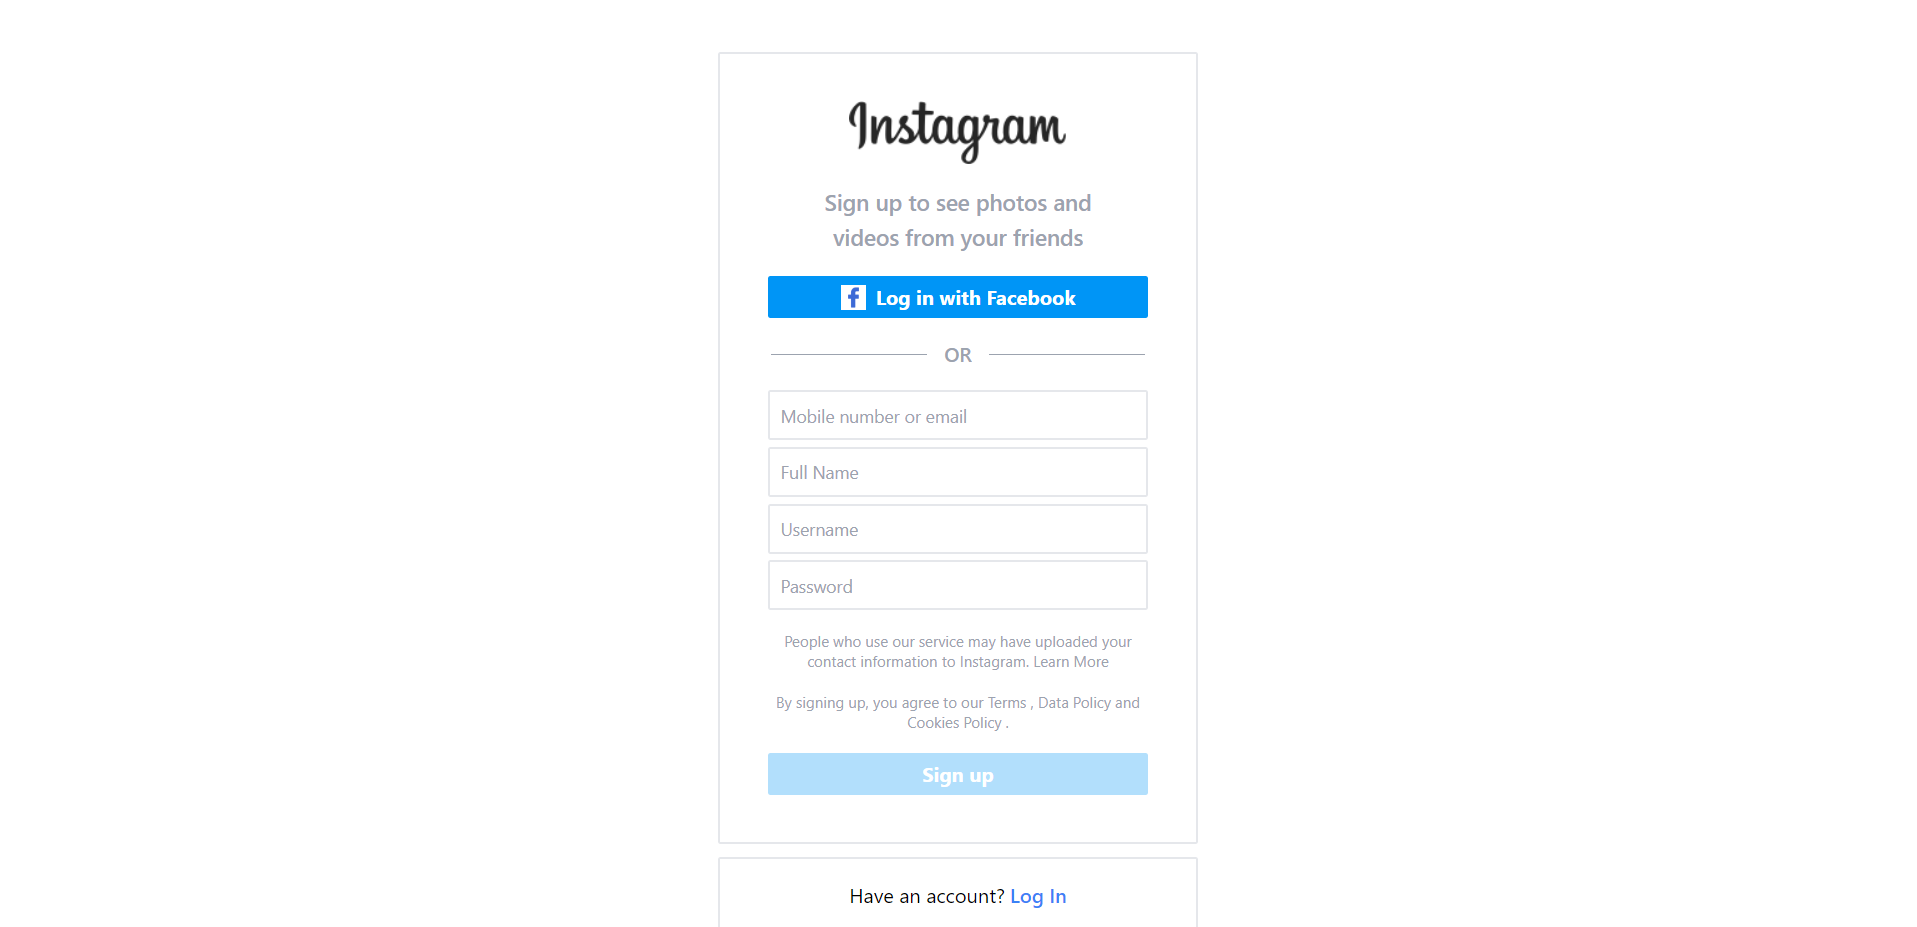 Instagram
Sign up to see photos and
videos from your friends
Log in with Facebook
OR
Mobile number or email
Full Name
Username
Password
People who use our service may have uploaded your
contact information to Instagram. Learn More
By signing up, you agree to our Terms , Data Policy and
Cookies Policy .
Sign up
Have an account? Log In